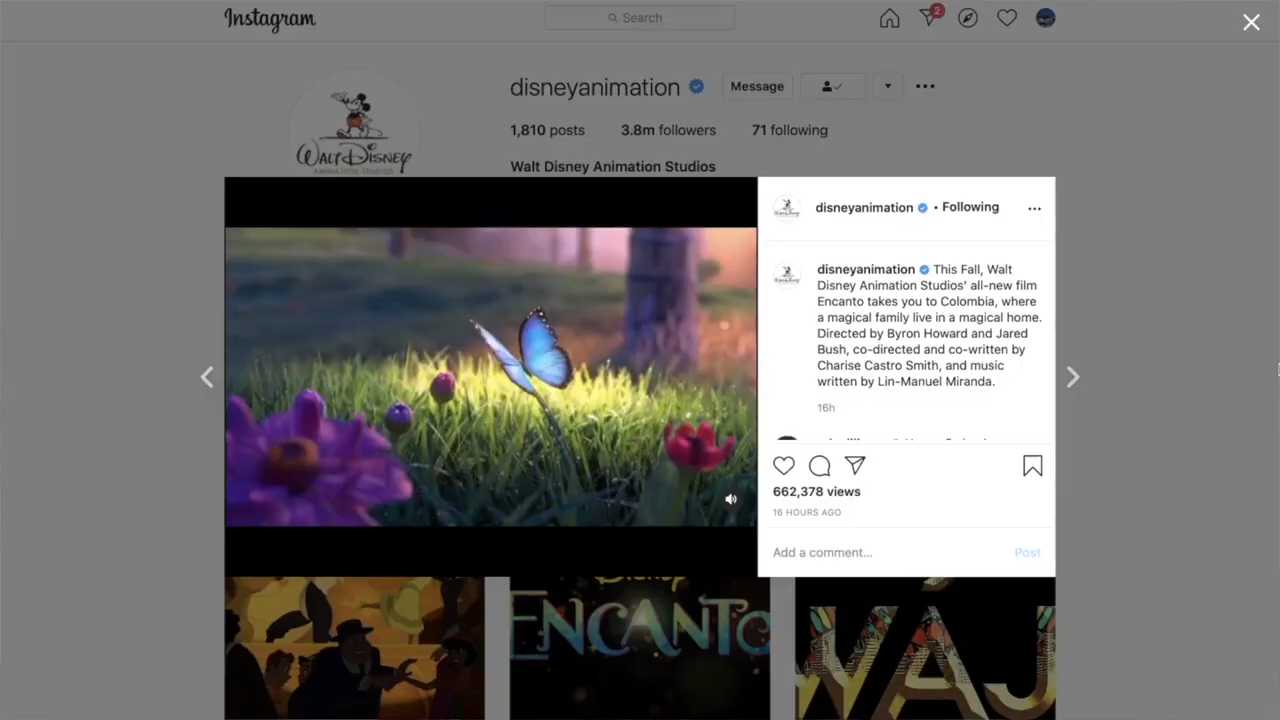 Instagram
Search
2
disneyanimation
Message
1,810 posts 3.8m followers 71 following
WALT DISNEY
ANIMATION STUDIOS
Walt Disney Animation Studios
disneyanimation • Following
disneyanimation This Fall, Walt
Disney Animation Studios' all-new film
Encanto takes you to Colombia, where
a magical family live in a magical home.
Directed by Byron Howard and Jared
Bush, co-directed and co-written by
Charise Castro Smith, and music
written by Lin-Manuel Miranda.
16h
662,378 views
16 HOURS AGO
Add a comment... Post
Disney
ENCANTO